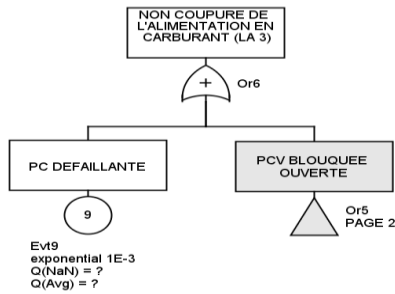 NON COUPURE DE
L'ALIMENTATION EN
CARBURANT (LA 3)
+
Or6
PC DEFAILLANTE
PCV BLOUQUEE
OUVERTE
9
Or5
PAGE 2
Evt9
exponential 1E-3
Q(NaN) = ?
Q(Avg) = ?